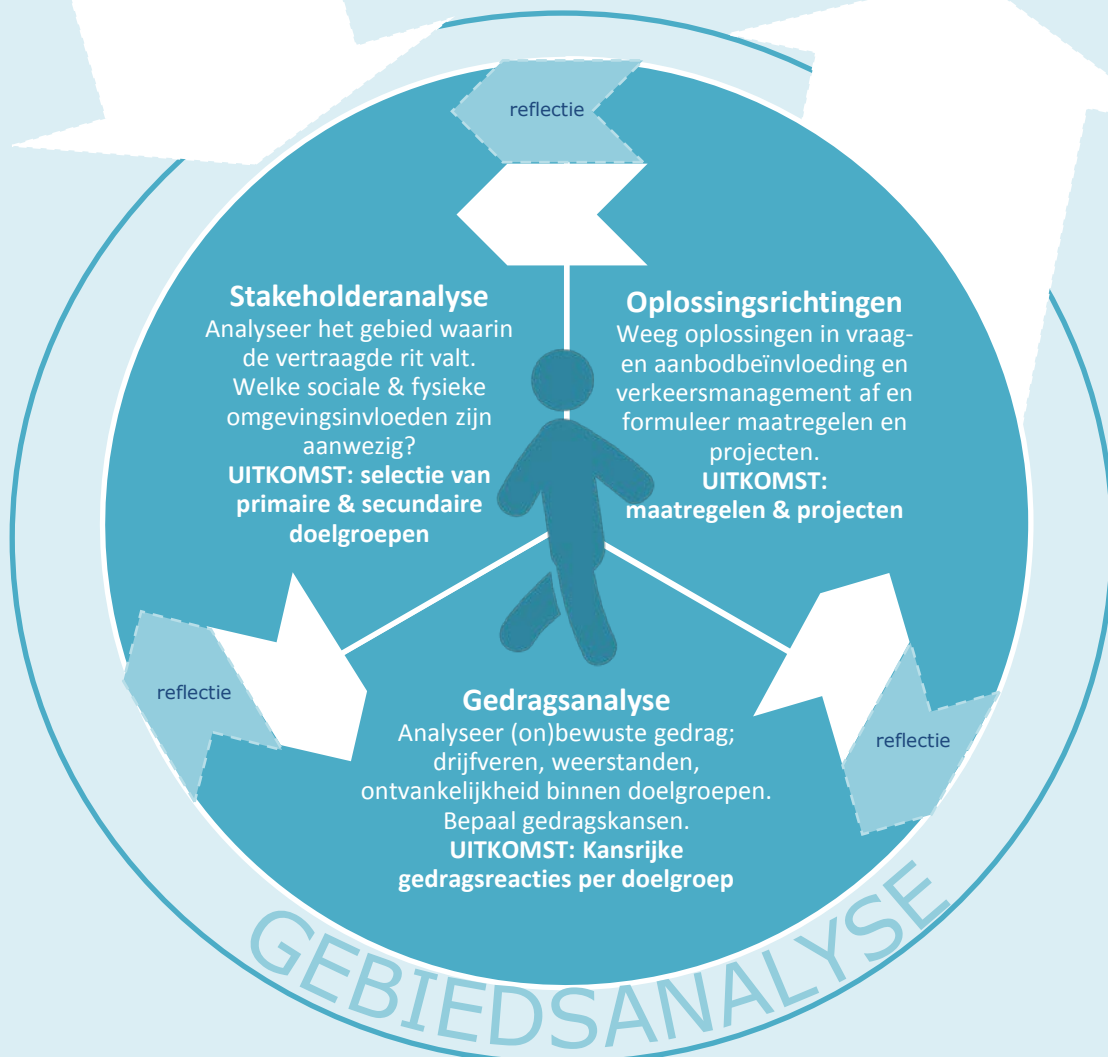 reflectie
Stakeholderanalyse
Analyseer het gebied waarin
de vertraagde rit valt.
Welke sociale & fysieke
omgevingsinvloeden zijn
aanwezig?
UITKOMST: selectie van
primaire & secundaire
doelgroepen
Oplossingsrichtingen
Weeg oplossingen in vraag-
en aanbodbeïnvloeding en
verkeersmanagement af en
formuleer maatregelen en
projecten.
UITKOMST:
maatregelen & projecten
reflectie
Gedragsanalyse
Analyseer (on)bewuste gedrag;
drijfveren, weerstanden,
ontvankelijkheid binnen doelgroepen.
Bepaal gedragskansen.
UITKOMST: Kansrijke
gedragsreacties per doelgroep
reflectie
GEBIEDSANALYSE